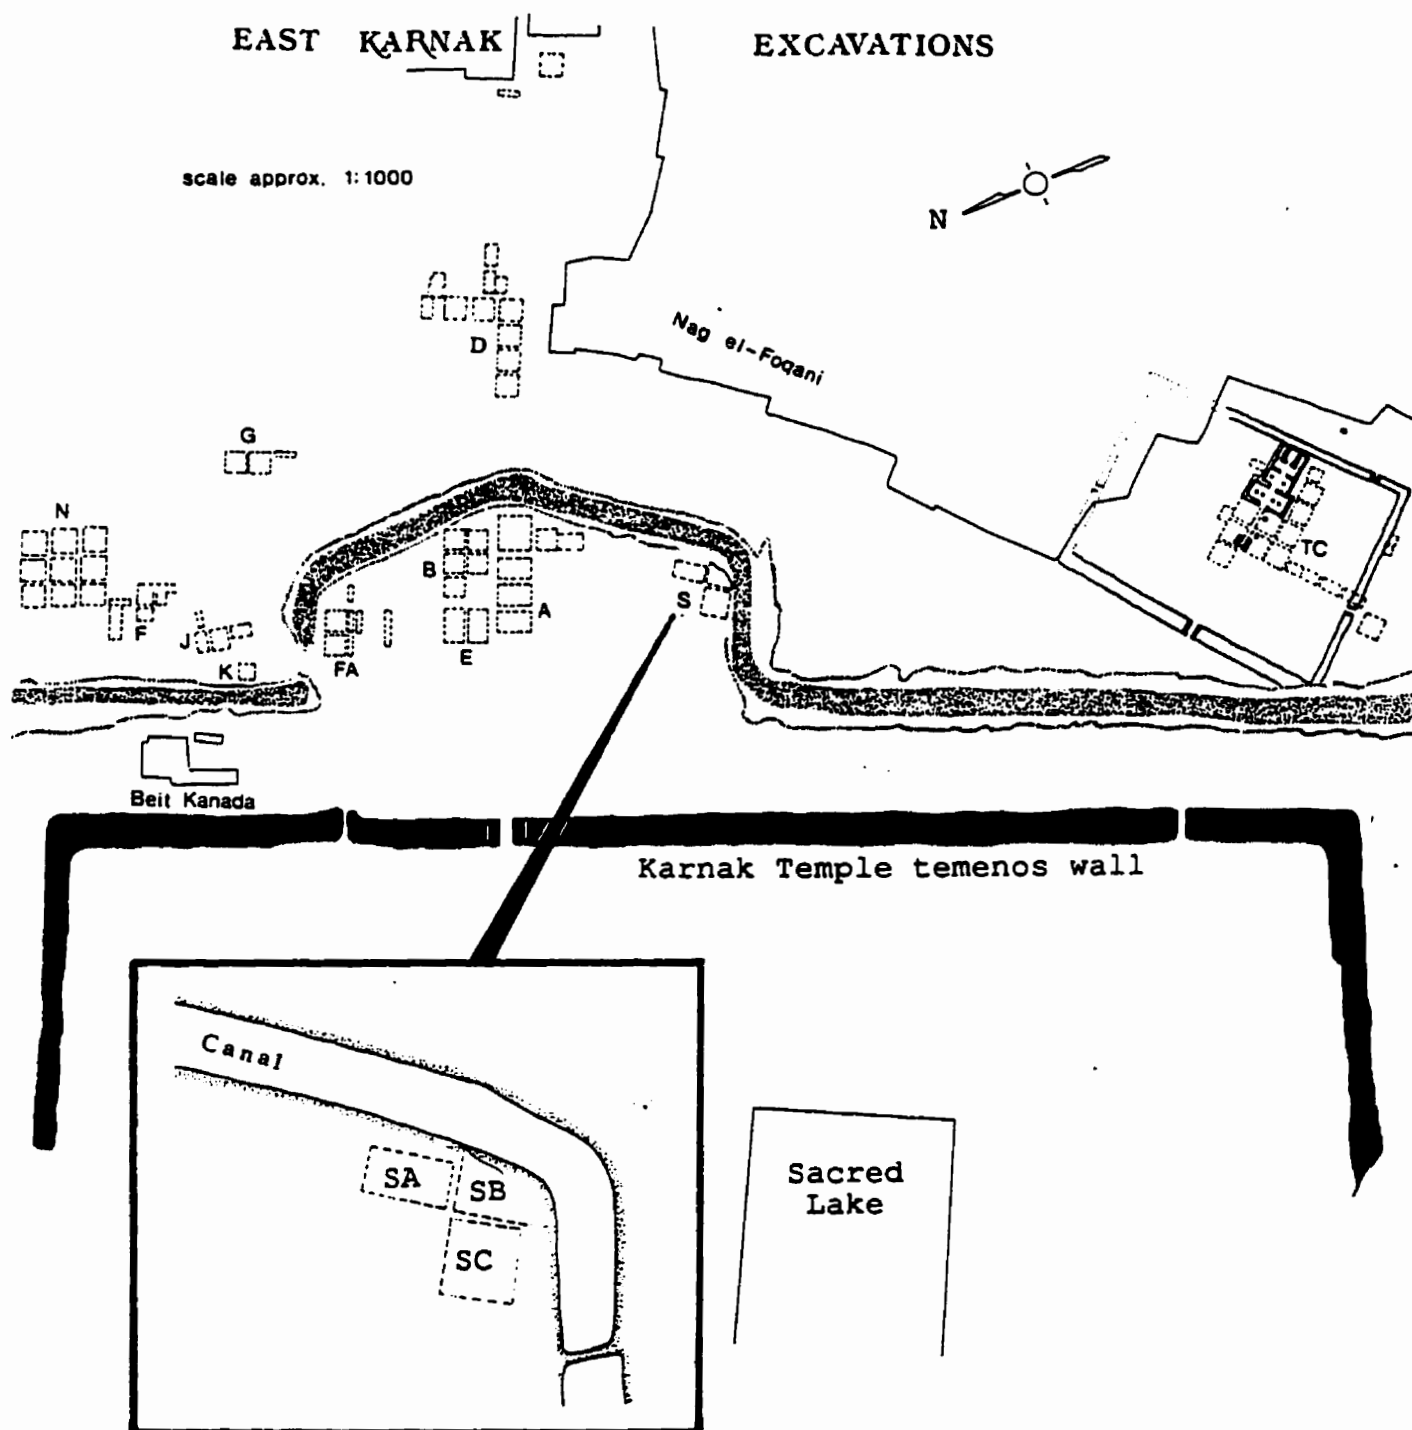 EAST KARNAK EXCAVATIONS
scale approx. 1:1000
N
D
Nag el-Foqani
G
N
B
A
S
TC
F
J
K
FA
E
Beit Kanada
Karnak Temple temenos wall
Canal
SA
SB
SC
Sacred
Lake